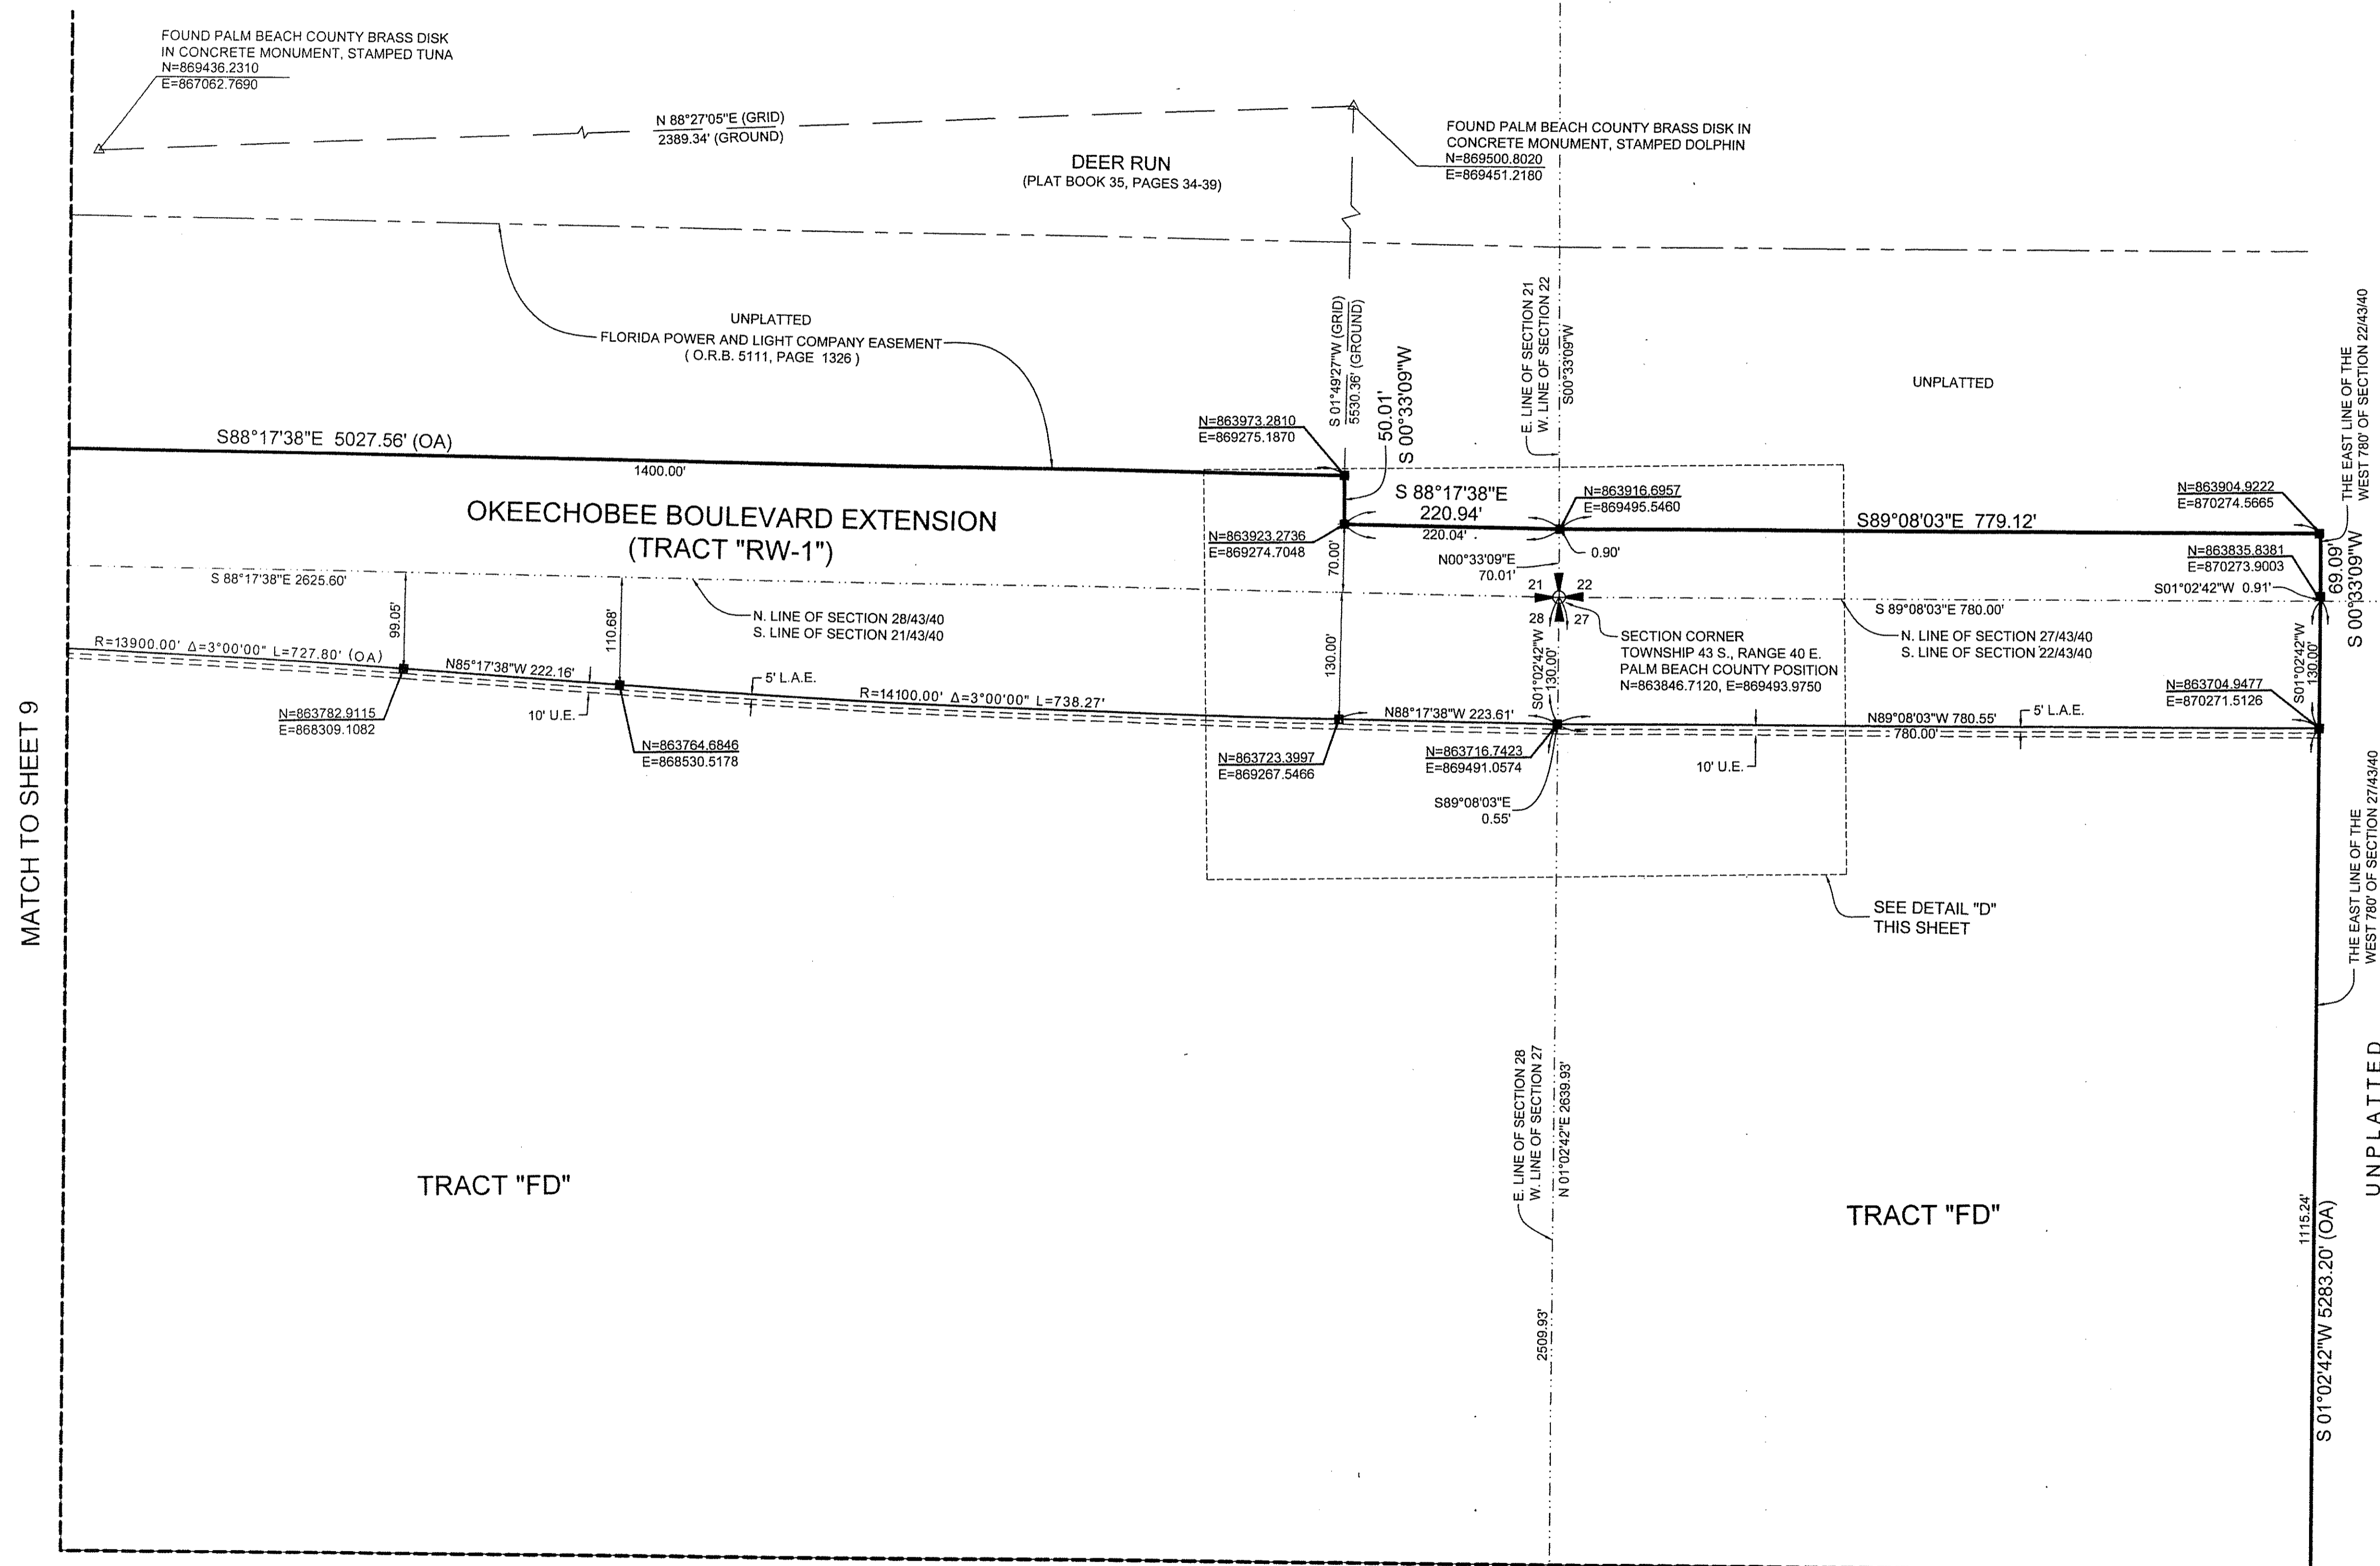 FOUND PALM BEACH COUNTY BRASS DISK
IN CONCRETE MONUMENT, STAMPED TUNA
N=869436.2310
E=867062.7690
N 88°27'05"E (GRID)
2389.34' (GROUND)
DEER RUN
(PLAT BOOK 35, PAGES 34-39)
FOUND PALM BEACH COUNTY BRASS DISK IN
CONCRETE MONUMENT, STAMPED DOLPHIN
N=869500.8020
E=869451.2180
UNPLATTED
FLORIDA POWER AND LIGHT COMPANY EASEMENT
( O.R.B. 5111, PAGE 1326 )
S 01°49'27"W (GRID)
5530.36' (GROUND)
50.01'
S 00°33'09"W
E. LINE OF SECTION 21
W. LINE OF SECTION 22
S00°33'09"W
UNPLATTED
THE EAST LINE OF THE
WEST 780' OF SECTION 22/43/40
S88°17'38"E 5027.56' (OA)
1400.00'
N=863973.2810
E=869275.1870
OKEECHOBEE BOULEVARD EXTENSION
(TRACT "RW-1")
N=863923.2736
E=869274.7048
S 88°17'38"E
220.94'
220.04'
N=863916.6957
E=869495.5460
0.90'
N00°33'09"E
70.01'
S89°08'03"E 779.12'
N=863904.9222
E=870274.5665
N=863835.8381
E=870273.9003
S01°02'42"W 0.91'
69.09'
S 00°33'09"W
70.00'
S 88°17'38"E 2625.60'
99.05'
110.68'
N. LINE OF SECTION 28/43/40
S. LINE OF SECTION 21/43/40
21
22
28
27
SECTION CORNER
TOWNSHIP 43 S., RANGE 40 E.
PALM BEACH COUNTY POSITION
N=863846.7120, E=869493.9750
S 89°08'03"E 780.00'
N. LINE OF SECTION 27/43/40
S. LINE OF SECTION 22/43/40
130.00'
S01°02'42"W
130.00'
S01°02'42"W
130.00'
R=13900.00' Δ=3°00'00" L=727.80' (OA)
N85°17'38"W 222.16'
5' L.A.E.
10' U.E.
R=14100.00' Δ=3°00'00" L=738.27'
N88°17'38"W 223.61'
N89°08'03"W 780.55'
780.00'
5' L.A.E.
10' U.E.
N=863782.9115
E=868309.1082
N=863764.6846
E=868530.5178
N=863723.3997
E=869267.5466
N=863716.7423
E=869491.0574
S89°08'03"E
0.55'
N=863704.9477
E=870271.5126
MATCH TO SHEET 9
SEE DETAIL "D"
THIS SHEET
THE EAST LINE OF THE
WEST 780' OF SECTION 27/43/40
UNPLATTED
E. LINE OF SECTION 28
W. LINE OF SECTION 27
N 01°02'42"E 2639.93'
2509.93'
TRACT "FD"
TRACT "FD"
1115.24'
S 01°02'42"W 5283.20' (OA)